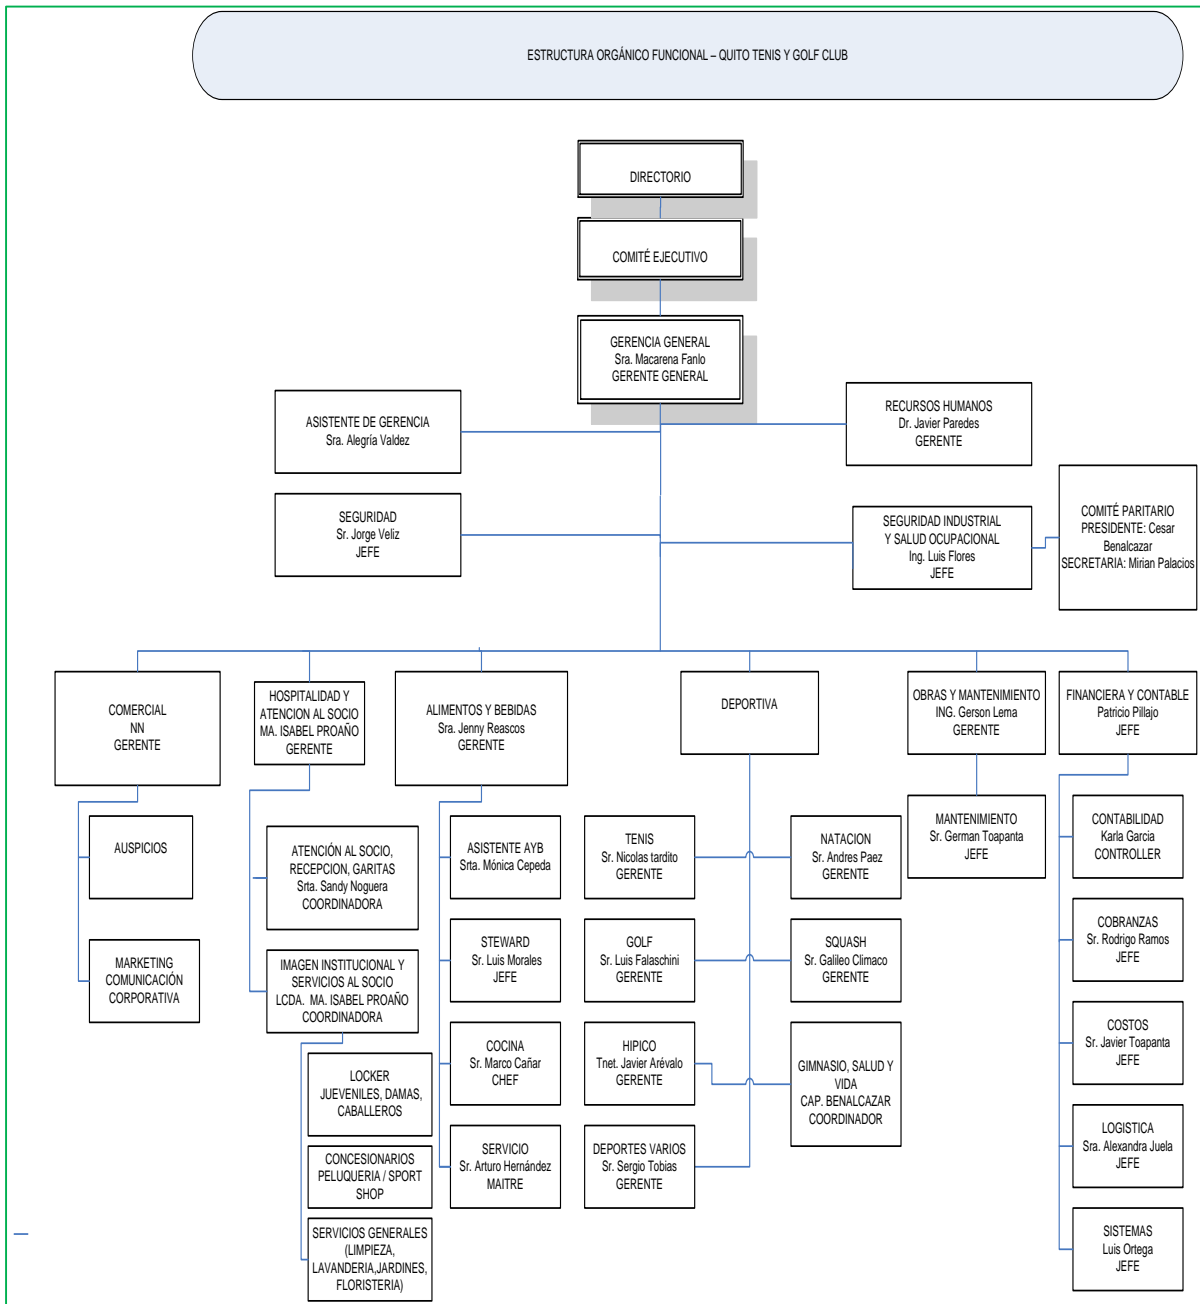 ESTRUCTURA ORGÁNICO FUNCIONAL – QUITO TENIS Y GOLF CLUB
DIRECTORIO
COMITÉ EJECUTIVO
GERENCIA GENERAL
Sra. Macarena Fanlo
GERENTE GENERAL
ASISTENTE DE GERENCIA
Sra. Alegría Valdez
RECURSOS HUMANOS
Dr. Javier Paredes
GERENTE
SEGURIDAD
Sr. Jorge Veliz
JEFE
SEGURIDAD INDUSTRIAL
Y SALUD OCUPACIONAL
Ing. Luis Flores
JEFE
COMITÉ PARITARIO
PRESIDENTE: Cesar
Benalcazar
SECRETARIA: Mirian Palacios
COMERCIAL
NN
GERENTE
HOSPITALIDAD Y
ATENCION AL SOCIO
MA. ISABEL PROAÑO
GERENTE
ALIMENTOS Y BEBIDAS
Sra. Jenny Reascos
GERENTE
DEPORTIVA
OBRAS Y MANTENIMIENTO
ING. Gerson Lema
GERENTE
FINANCIERA Y CONTABLE
Patricio Pillajo
JEFE
AUSPICIOS
MARKETING
COMUNICACIÓN
CORPORATIVA
ATENCIÓN AL SOCIO,
RECEPCION, GARITAS
Srta. Sandy Noguera
COORDINADORA
IMAGEN INSTITUCIONAL Y
SERVICIOS AL SOCIO
LCDA. MA. ISABEL PROAÑO
COORDINADORA
LOCKER
JUEVENILES, DAMAS,
CABALLEROS
CONCESIONARIOS
PELUQUERIA / SPORT
SHOP
SERVICIOS GENERALES
(LIMPIEZA,
LAVANDERIA,JARDINES,
FLORISTERIA)
ASISTENTE AYB
Srta. Mónica Cepeda
STEWARD
Sr. Luis Morales
JEFE
COCINA
Sr. Marco Cañar
CHEF
SERVICIO
Sr. Arturo Hernández
MAITRE
TENIS
Sr. Nicolas tardito
GERENTE
NATACION
Sr. Andres Paez
GERENTE
GOLF
Sr. Luis Falaschini
GERENTE
SQUASH
Sr. Galileo Climaco
GERENTE
HIPICO
Tnet. Javier Arévalo
GERENTE
GIMNASIO, SALUD Y
VIDA
CAP. BENALCAZAR
COORDINADOR
DEPORTES VARIOS
Sr. Sergio Tobias
GERENTE
MANTENIMIENTO
Sr. German Toapanta
JEFE
CONTABILIDAD
Karla Garcia
CONTROLLER
COBRANZAS
Sr. Rodrigo Ramos
JEFE
COSTOS
Sr. Javier Toapanta
JEFE
LOGISTICA
Sra. Alexandra Juela
JEFE
SISTEMAS
Luis Ortega
JEFE